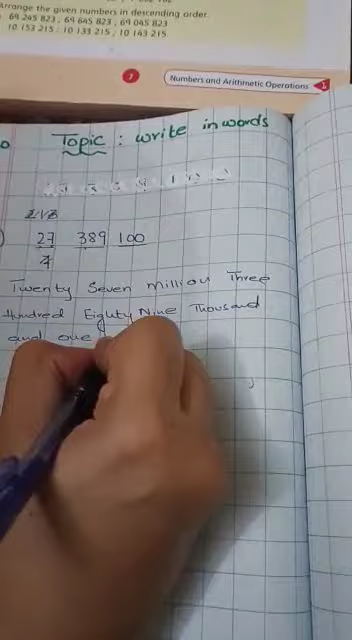 Arrange the given numbers in descending order.
69 245 823 , 69 645 823 , 69 045 823
10 153 215 , 10 133 215 , 10 143 215
7
Numbers and Arithmetic Operations
Topic : write in words
27 389 100
Twenty Seven million Three
Hundred Eighty Nine Thousand
and one